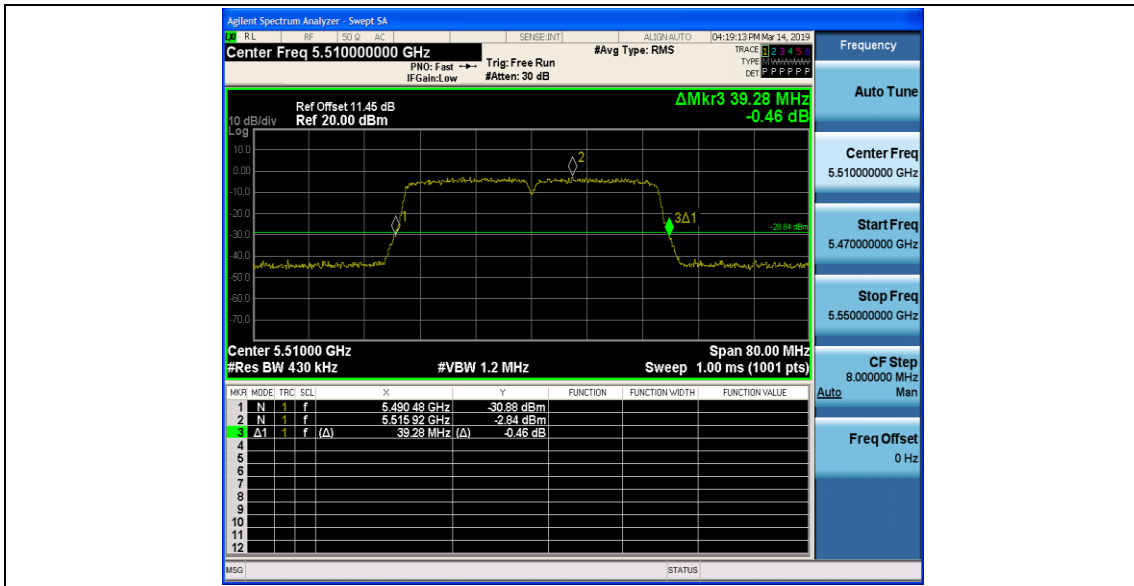 Agilent Spectrum Analyzer - Swept SA
RL RF 50 Ω AC SENSE:INT ALIGN AUTO 04:19:13 PM Mar 14, 2019
Center Freq 5.510000000 GHz
PNO: Fast
IFGain:Low
Trig: Free Run
#Atten: 30 dB
#Avg Type: RMS
TRACE 1 2 3 4 5 6
TYPE M WWWWW
DET P P P P P P
ΔMkr3 39.28 MHz
-0.46 dB
Ref Offset 11.45 dB
10 dB/div Ref 20.00 dBm
Log
10.0
0.00
-10.0
-20.0
-30.0
-40.0
-50.0
-60.0
-70.0
1
2
3Δ1
-28.84 dBm
Center 5.51000 GHz Span 80.00 MHz
#Res BW 430 kHz #VBW 1.2 MHz Sweep 1.00 ms (1001 pts)
MKR MODE TRC SCL X Y FUNCTION FUNCTION WIDTH FUNCTION VALUE
1 N 1 f 5.490 48 GHz -30.88 dBm
2 N 1 f 5.515 92 GHz -2.84 dBm
3 Δ1 1 f (Δ) 39.28 MHz (Δ) -0.46 dB
4
5
6
7
8
9
10
11
12
MSG STATUS
Frequency
Auto Tune
Center Freq
5.510000000 GHz
Start Freq
5.470000000 GHz
Stop Freq
5.550000000 GHz
CF Step
8.000000 MHz
Auto Man
Freq Offset
0 Hz